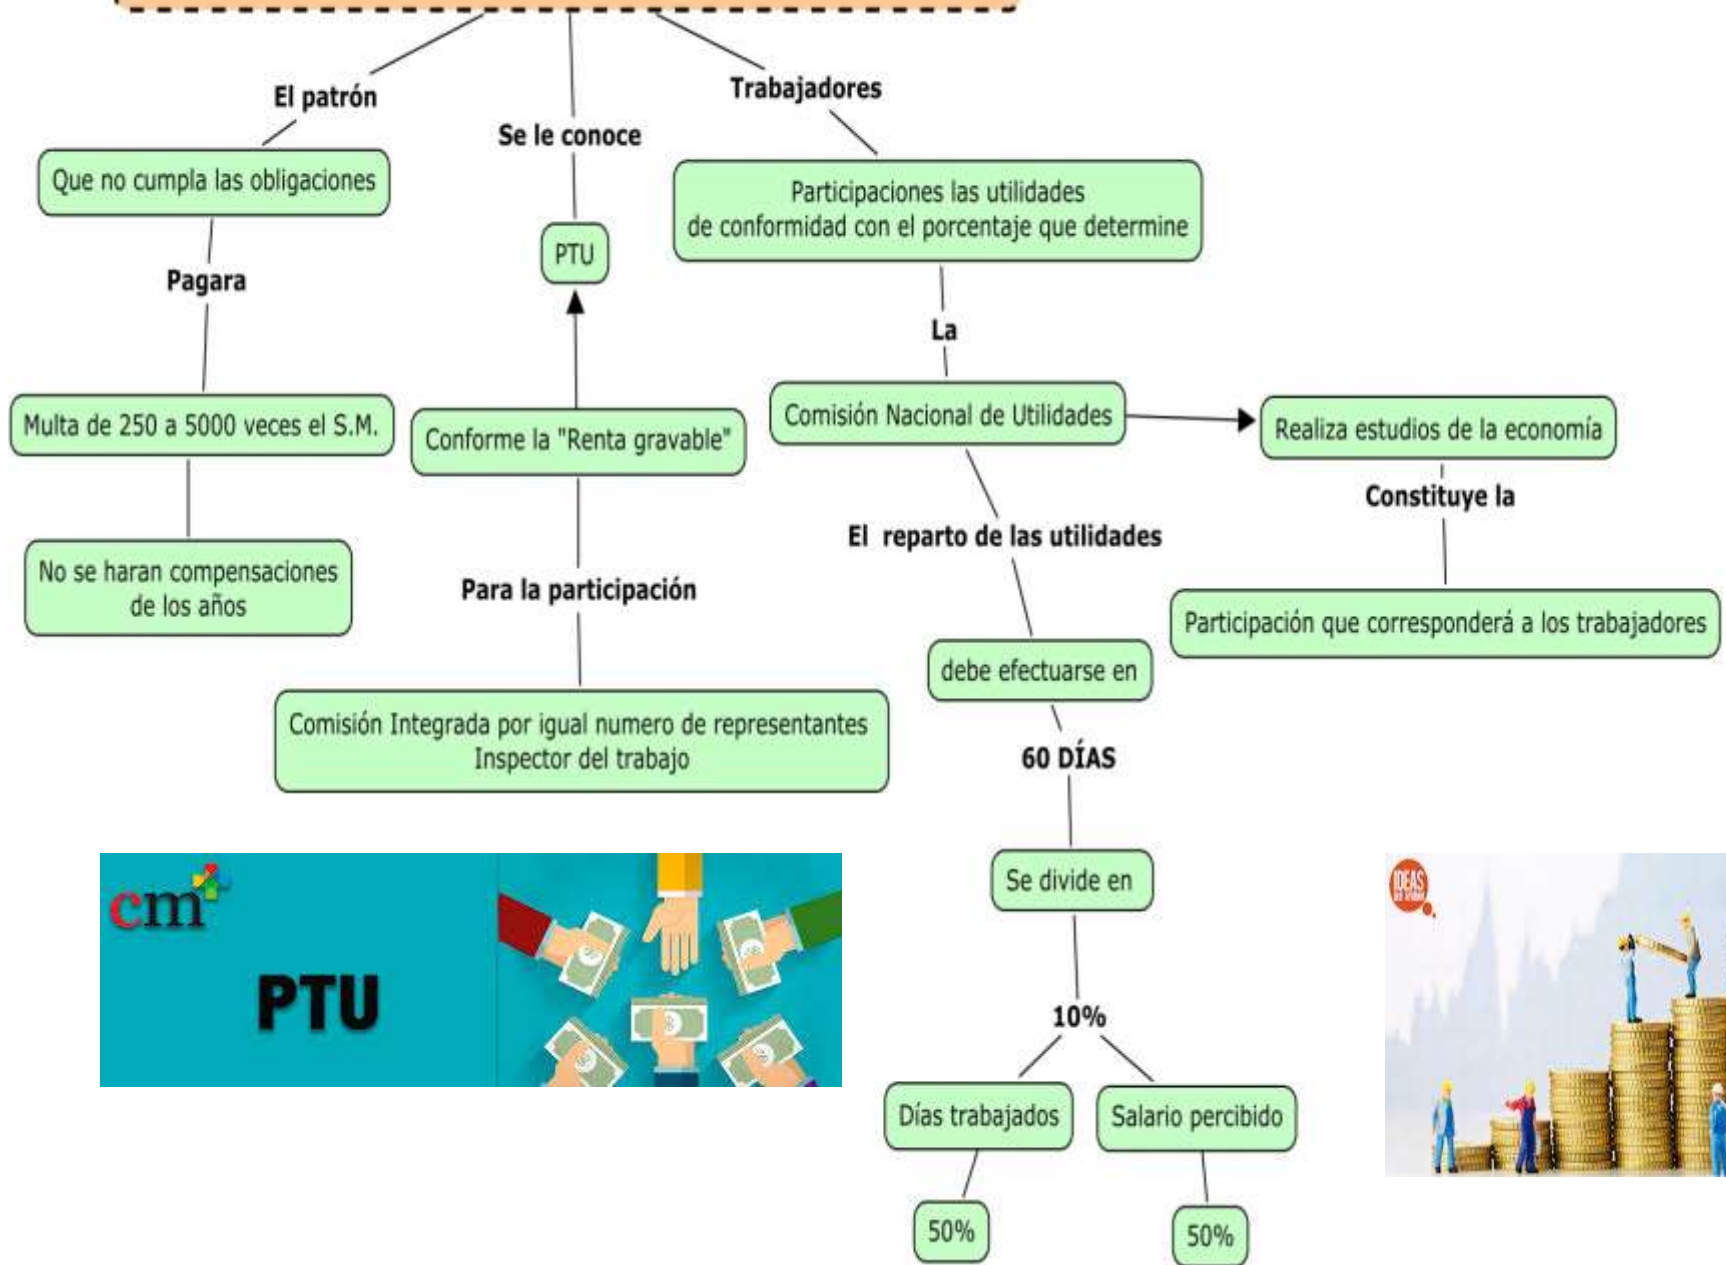 El patrón
Se le conoce
Trabajadores
Que no cumpla las obligaciones
PTU
Participaciones las utilidades
de conformidad con el porcentaje que determine
Pagara
La
Multa de 250 a 5000 veces el S.M.
Conforme la "Renta gravable"
Comisión Nacional de Utilidades
Realiza estudios de la economía
Constituye la
El reparto de las utilidades
No se haran compensaciones
de los años
Para la participación
Participación que corresponderá a los trabajadores
debe efectuarse en
Comisión Integrada por igual numero de representantes
Inspector del trabajo
60 DÍAS
Se divide en
10%
Días trabajados
Salario percibido
50%
50%
cm
PTU
IDEAS